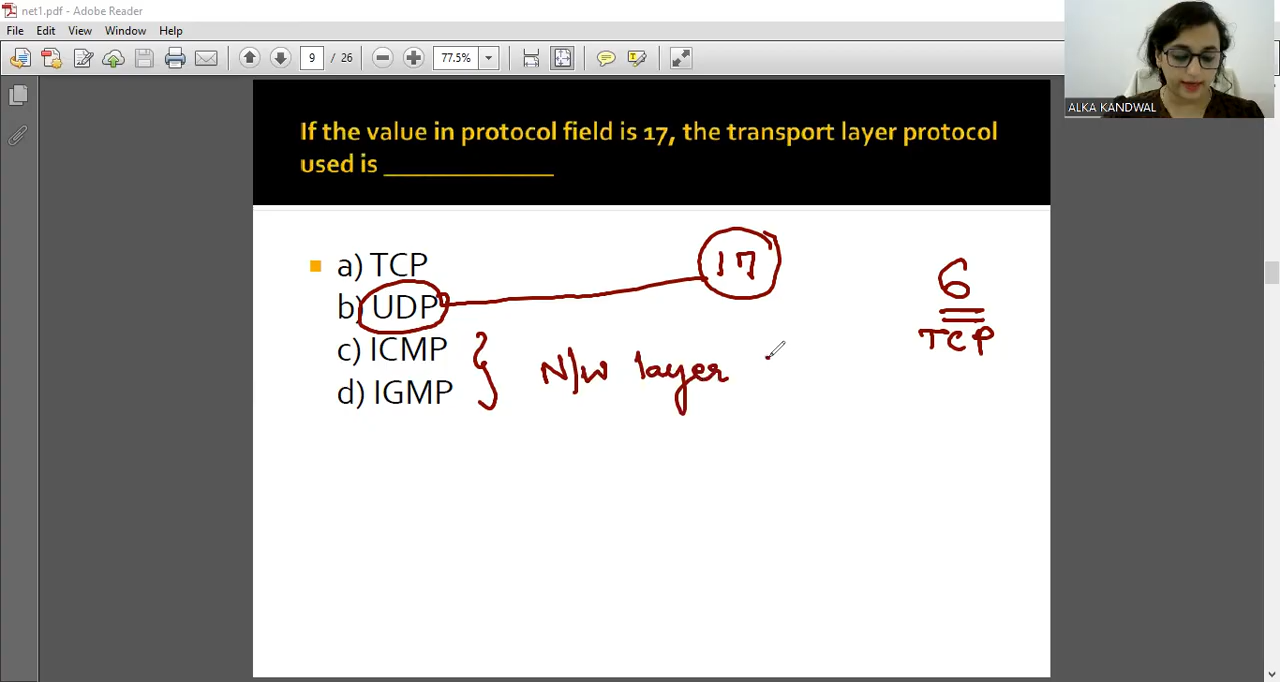 net1.pdf - Adobe Reader
File Edit View Window Help
9 / 26 77.5%
ALKA KANDWAL
If the value in protocol field is 17, the transport layer protocol
used is ______________
a) TCP
b) UDP
c) ICMP
d) IGMP
17
6
TCP
N/W layer